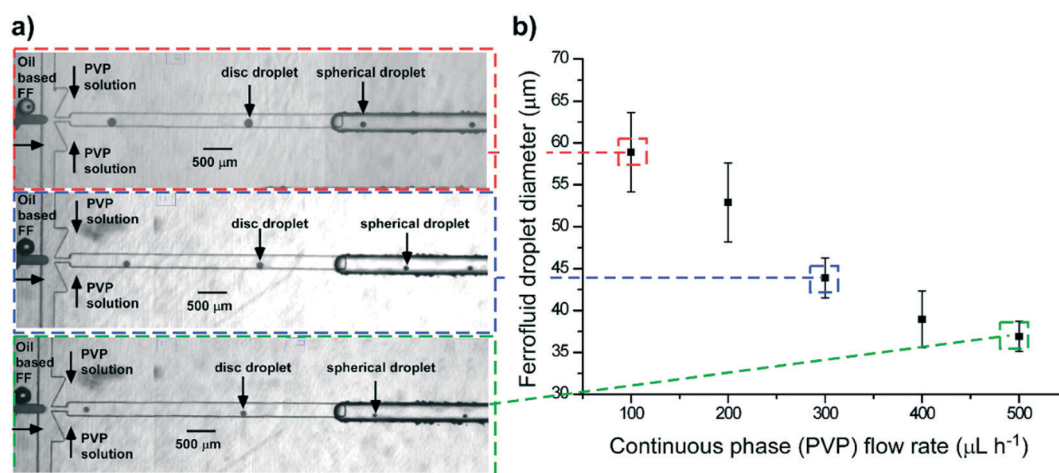 a)
Oil
based
FF
PVP
solution
disc droplet
spherical droplet
500 μm
PVP
solution
Oil
based
FF
PVP
solution
disc droplet
spherical droplet
500 μm
PVP
solution
Oil
based
FF
PVP
solution
disc droplet
spherical droplet
500 μm
PVP
solution
b)
Ferrofluid droplet diameter (μm)
70
65
60
55
50
45
40
35
30
100 200 300 400 500
Continuous phase (PVP) flow rate (μL h⁻¹)